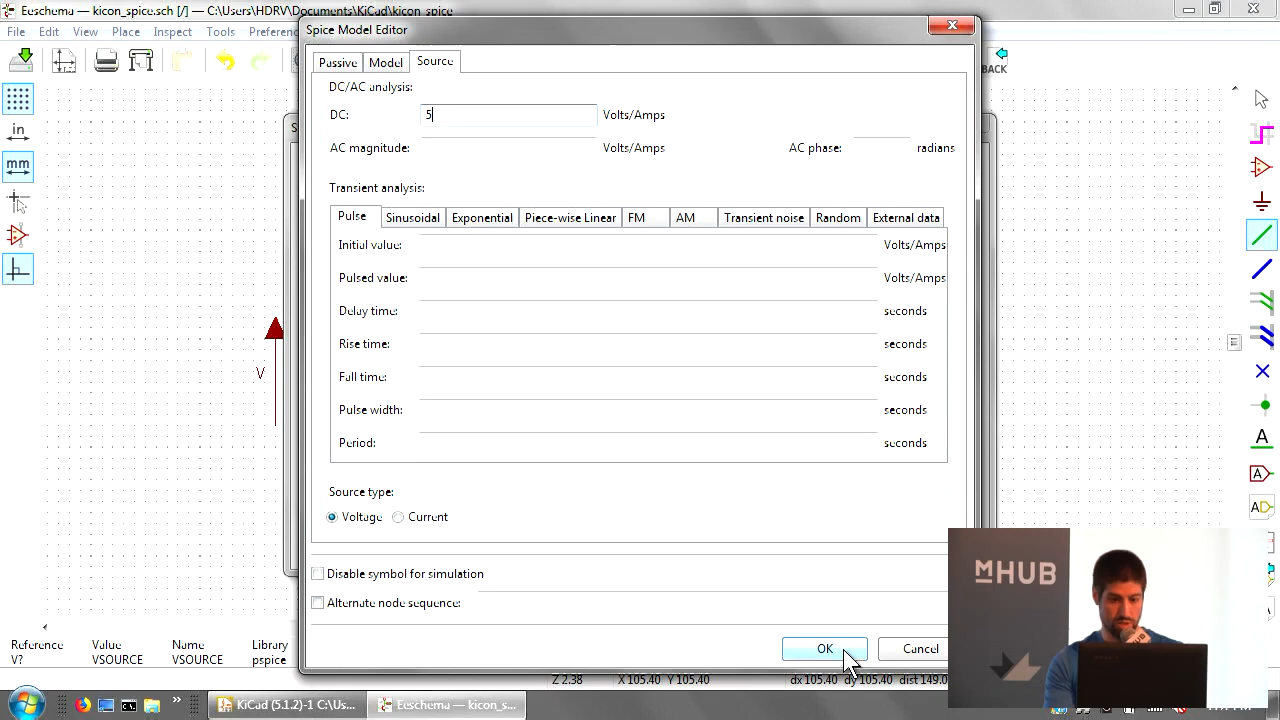 Eeschema — kicon_spice.sch [/] — C:\Users\HDRV\Documents\KiCad\kicon_spice
File Edit View Place Inspect Tools
Spice Model Editor
BACK
Passive Model Source
DC/AC analysis:
DC: 5 Volts/Amps
AC magnitude: Volts/Amps AC phase: radians
Transient analysis:
Pulse Sinusoidal Exponential Piece-wise Linear FM AM Transient noise Random External data
Initial value: Volts/Amps
Pulsed value: Volts/Amps
Delay time: seconds
Rise time: seconds
Fall time: seconds
Pulse width: seconds
Period: seconds
Source type:
Voltage Current
Disable symbol for simulation
Alternate node sequence:
OK Cancel
in
mm
V
A
A
AD
Reference Value Name Library
V? VSOURCE VSOURCE pspice
Z 2.38 X 105.40 Y 105.40 dx 105.40 dy 105.40 dist 149.0
KiCad (5.1.2)-1 C:\U... Eeschema — kicon_s...
MHUB